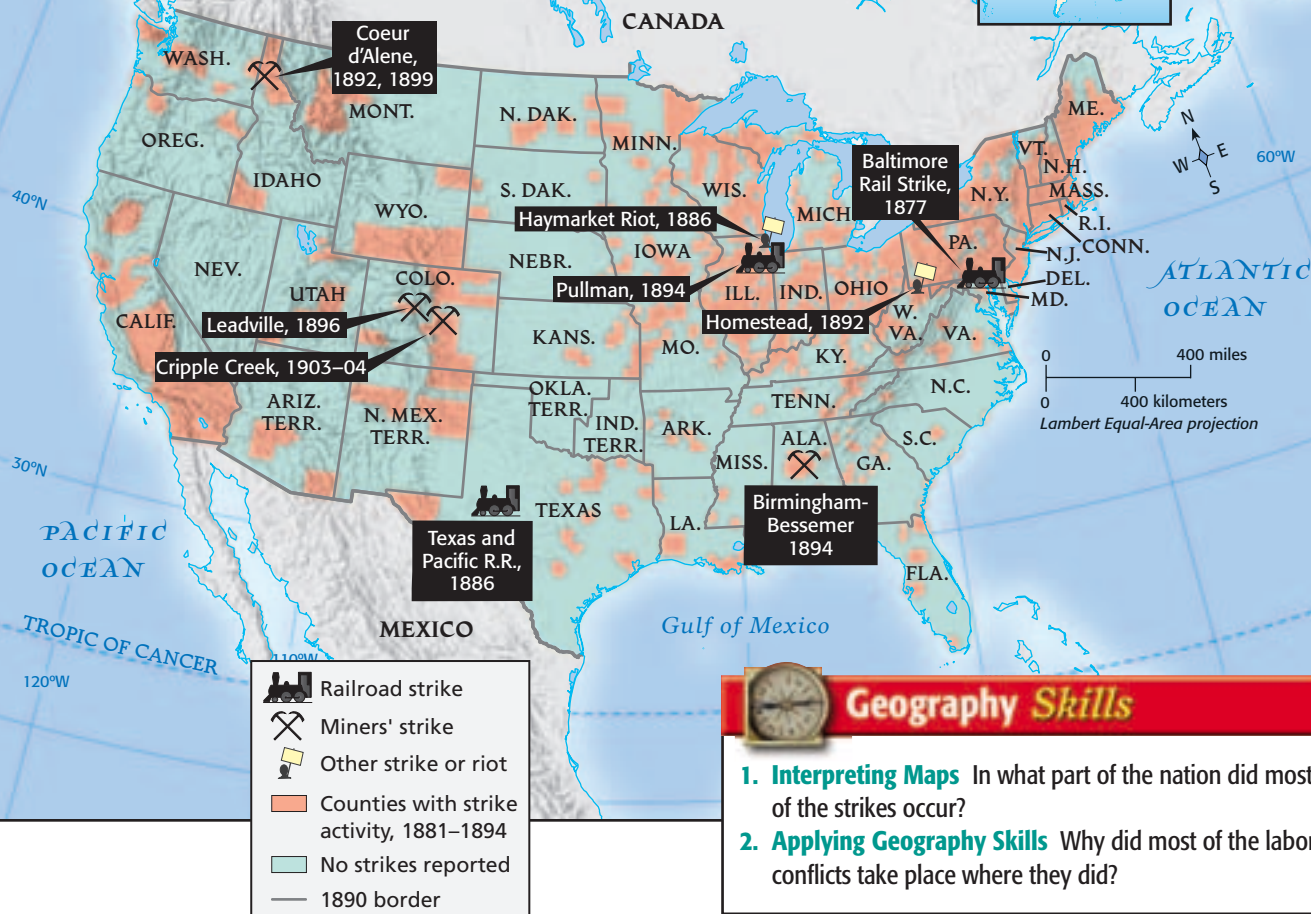 CANADA
Coeur
d'Alene,
1892, 1899
WASH.
MONT.
N. DAK.
MINN.
ME.
OREG.
VT.
N.H.
Baltimore
Rail Strike,
1877
N
W E
S
60°W
IDAHO
S. DAK.
WIS.
MICH.
N.Y.
MASS.
40°N
WYO.
Haymarket Riot, 1886
R.I.
CONN.
PA.
N.J.
NEV.
IOWA
NEBR.
DEL.
MD.
ATLANTIC
OCEAN
UTAH
COLO.
Pullman, 1894
ILL.
IND.
OHIO
CALIF.
Leadville, 1896
Homestead, 1892
W.
VA.
VA.
KANS.
MO.
KY.
Cripple Creek, 1903–04
0 400 miles
0 400 kilometers
Lambert Equal-Area projection
ARIZ.
TERR.
N. MEX.
TERR.
OKLA.
TERR.
IND.
TERR.
ARK.
TENN.
N.C.
S.C.
MISS.
ALA.
GA.
30°N
PACIFIC
OCEAN
TEXAS
LA.
Birmingham-
Bessemer
1894
Texas and
Pacific R.R.,
1886
FLA.
MEXICO
Gulf of Mexico
TROPIC OF CANCER
120°W
110°W
Railroad strike
Miners' strike
Other strike or riot
Counties with strike
activity, 1881–1894
No strikes reported
1890 border
Geography Skills
1. Interpreting Maps In what part of the nation did most
of the strikes occur?
2. Applying Geography Skills Why did most of the labor
conflicts take place where they did?